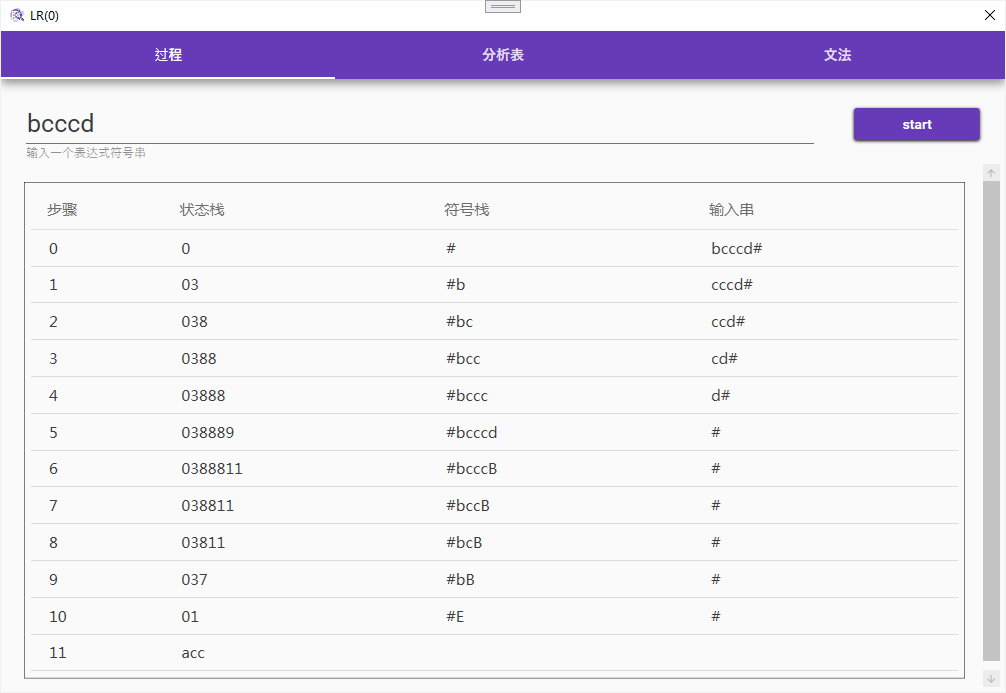 LR(0)
过程 分析表 文法
bcccd
start
输入一个表达式符号串
步骤 状态栈 符号栈 输入串
0 0 # bcccd#
1 03 #b cccd#
2 038 #bc ccd#
3 0388 #bcc cd#
4 03888 #bccc d#
5 038889 #bcccd #
6 0388811 #bcccB #
7 038811 #bccB #
8 03811 #bcB #
9 037 #bB #
10 01 #E #
11 acc